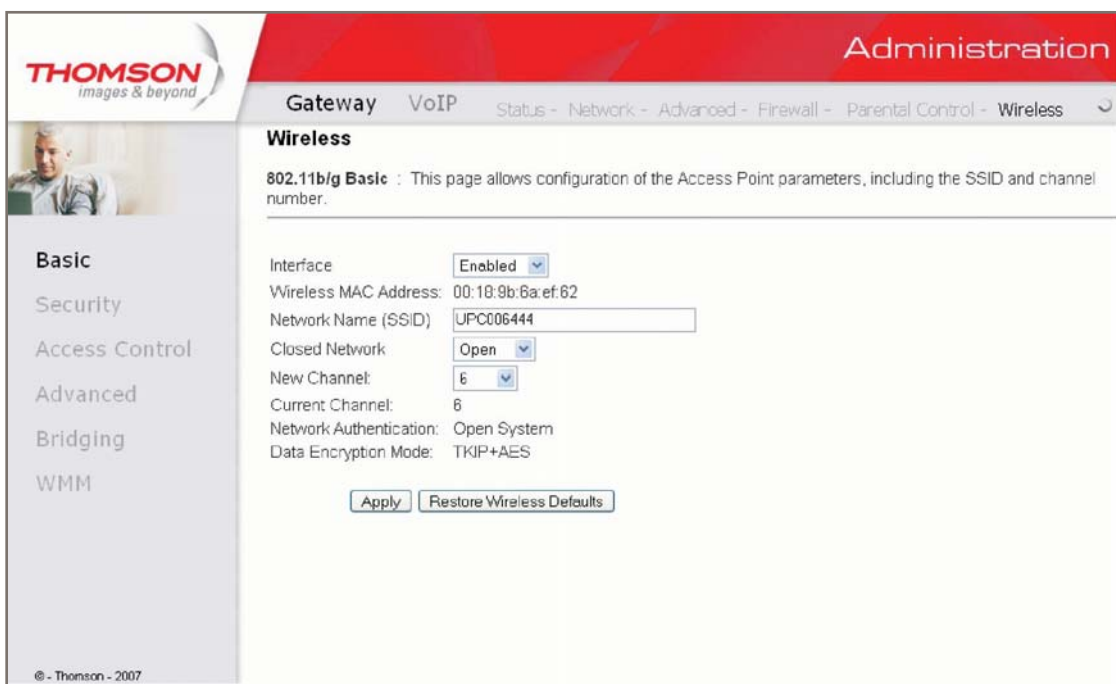 THOMSON
images & beyond
Administration
Gateway VoIP Status - Network - Advanced - Firewall - Parental Control - Wireless
Wireless
802.11b/g Basic : This page allows configuration of the Access Point parameters, including the SSID and channel
number.
Basic
Security
Access Control
Advanced
Bridging
WMM
Interface Enabled
Wireless MAC Address: 00:18:9b:6a:ef:62
Network Name (SSID) UPC006444
Closed Network Open
New Channel: 6
Current Channel: 6
Network Authentication: Open System
Data Encryption Mode: TKIP+AES
Apply Restore Wireless Defaults
© - Thomson - 2007